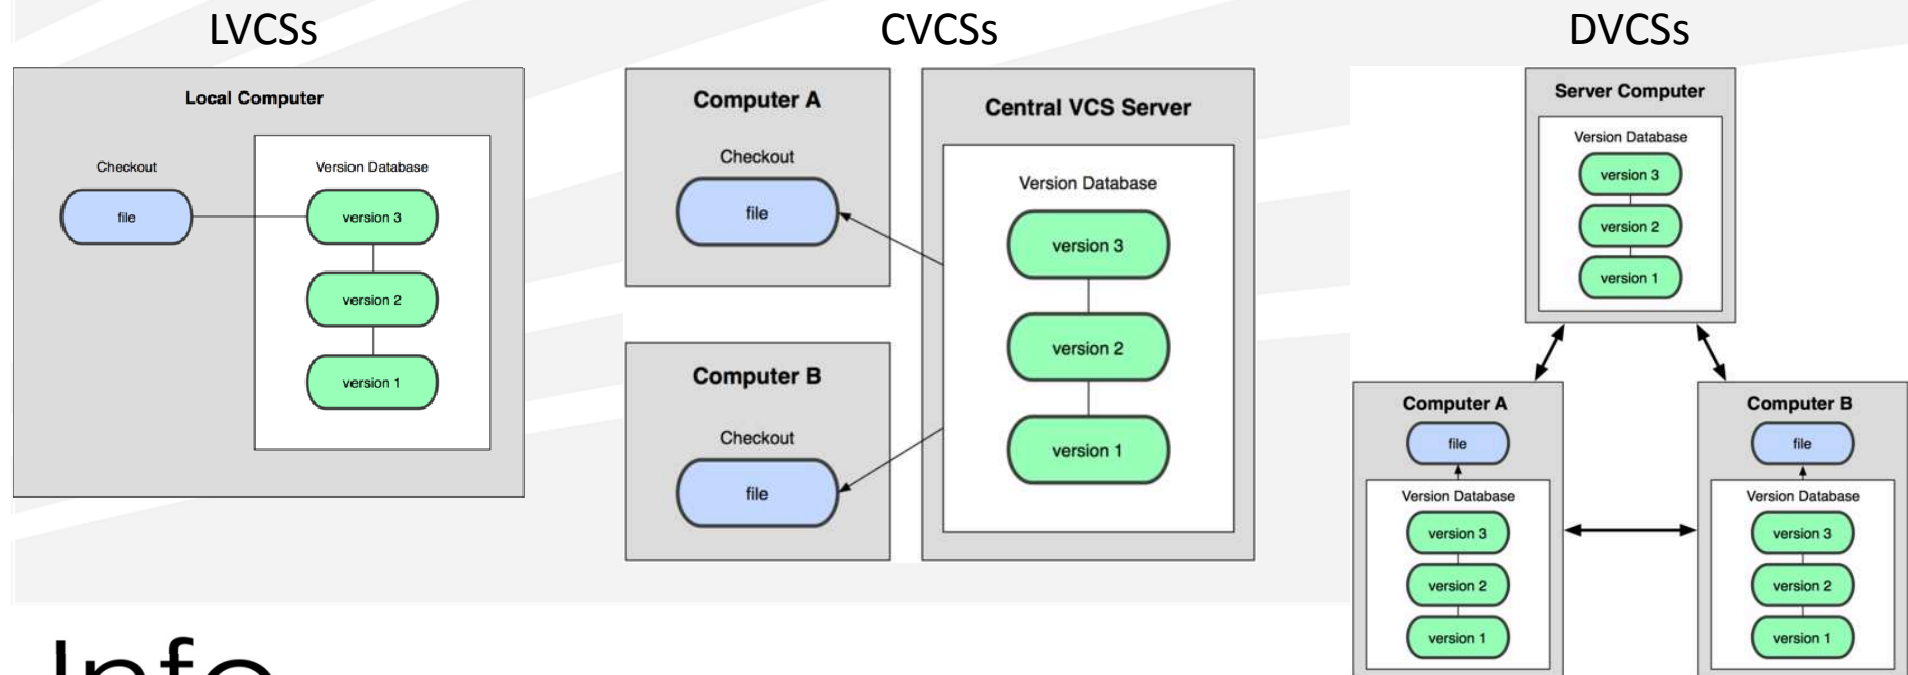 LVCSs
Local Computer
Checkout
file
Version Database
version 3
version 2
version 1
CVCSs
Computer A
Checkout
file
Computer B
Checkout
file
Central VCS Server
Version Database
version 3
version 2
version 1
DVCSs
Server Computer
Version Database
version 3
version 2
version 1
Computer A
file
Version Database
version 3
version 2
version 1
Computer B
file
Version Database
version 3
version 2
version 1
Info